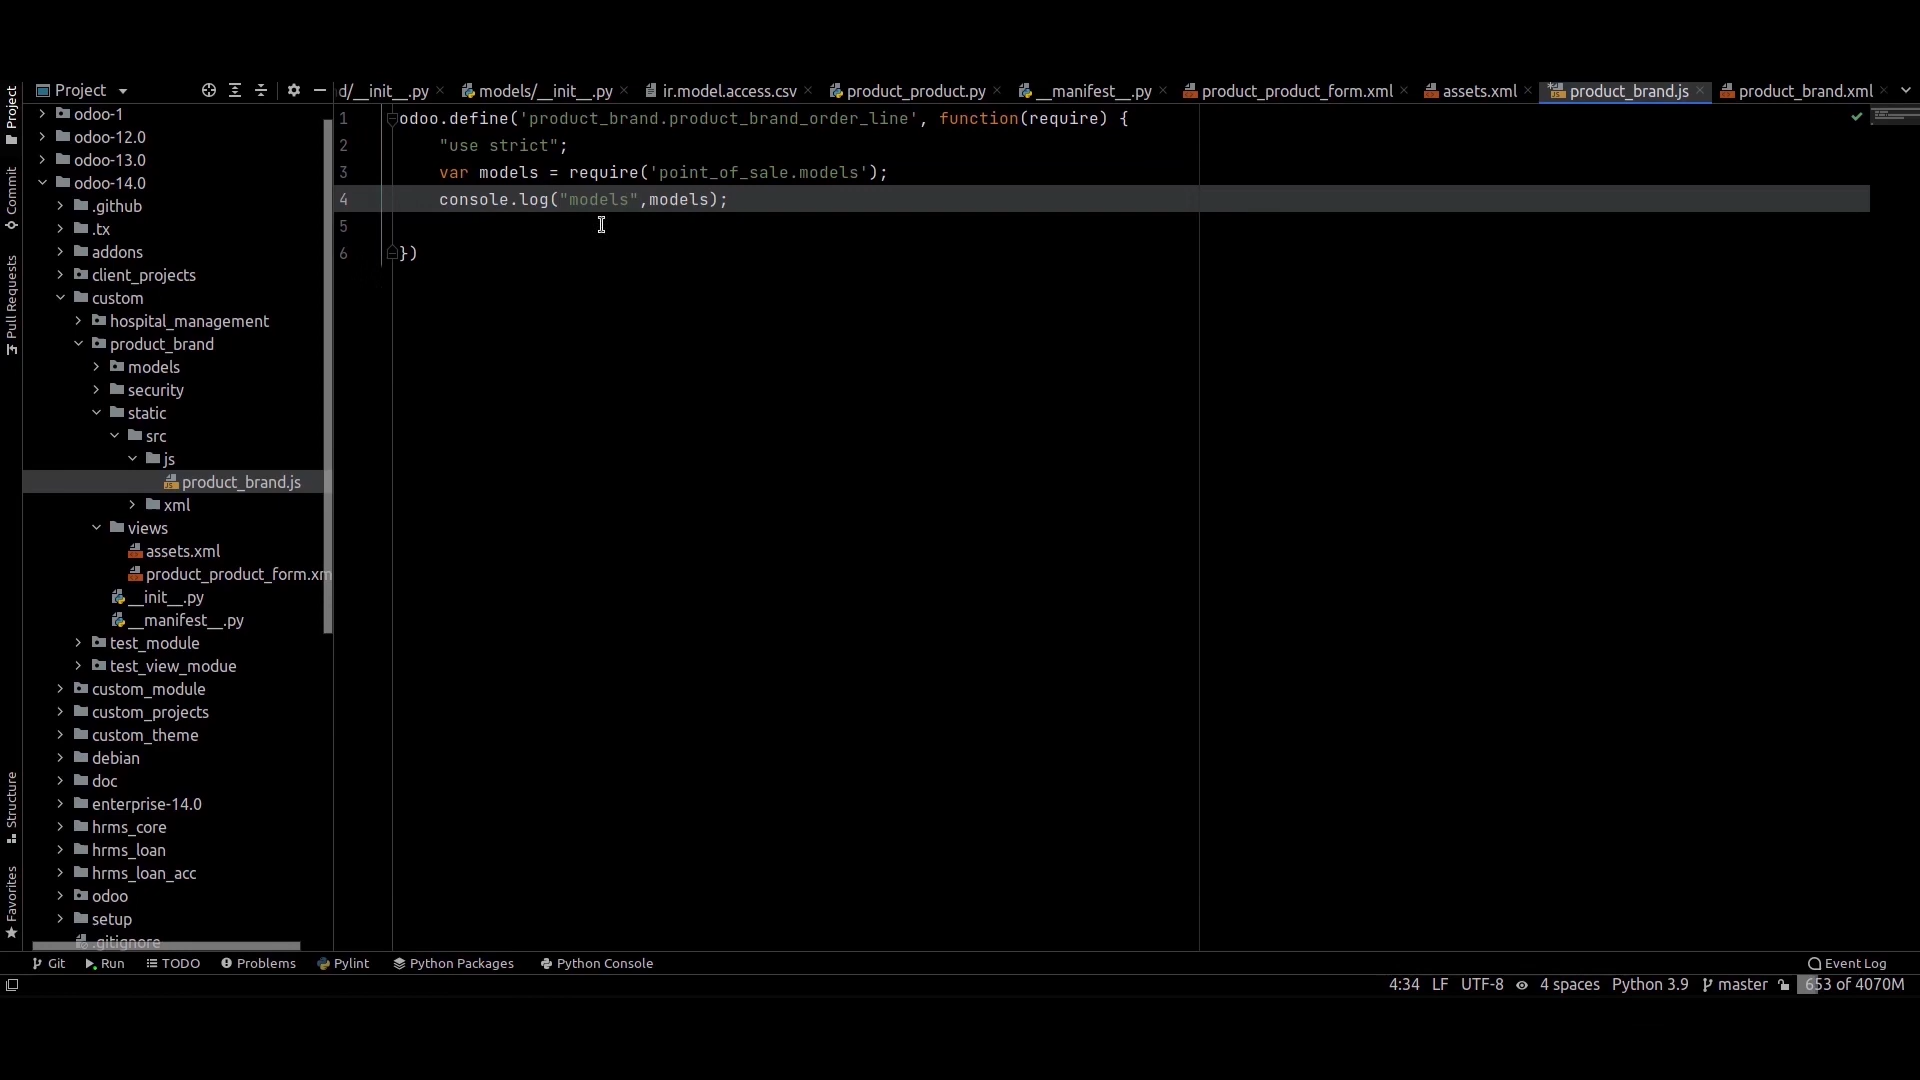 Project
d/__init__.py
models/__init__.py
ir.model.access.csv
product_product.py
__manifest__.py
product_product_form.xml
assets.xml
product_brand.js
product_brand.xml
Project
Commit
Pull Requests
Structure
Favorites
odoo-1
odoo-12.0
odoo-13.0
odoo-14.0
.github
.tx
addons
client_projects
custom
hospital_management
product_brand
models
security
static
src
js
product_brand.js
xml
views
assets.xml
product_product_form.xm
__init__.py
__manifest__.py
test_module
test_view_modue
custom_module
custom_projects
custom_theme
debian
doc
enterprise-14.0
hrms_core
hrms_loan
hrms_loan_acc
odoo
setup
.gitignore
1 odoo.define('product_brand.product_brand_order_line', function(require) {
2 "use strict";
3 var models = require('point_of_sale.models');
4 console.log("models",models);
5
6 })
Git Run TODO Problems Pylint Python Packages Python Console Event Log
4:34 LF UTF-8 4 spaces Python 3.9 master 653 of 4070M